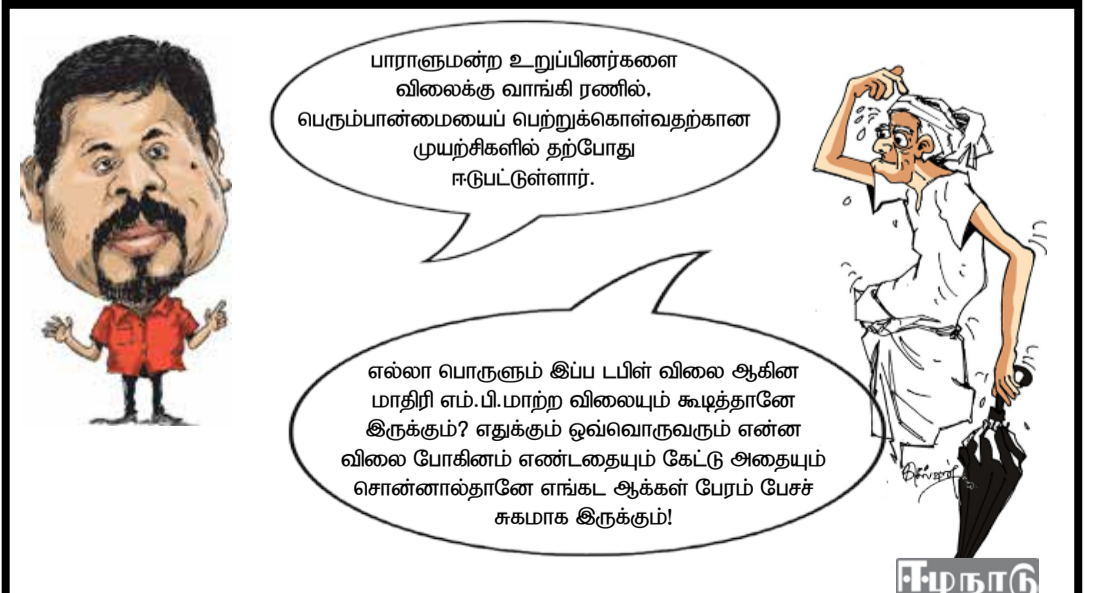 பாராளுமன்ற உறுப்பினர்களை
விலைக்கு வாங்கி ரணில்,
பெரும்பான்மையைப் பெற்றுக்கொள்வதற்கான
முயற்சிகளில் தற்போது
ஈடுபட்டுள்ளார்.
எல்லா பொருளும் இப்ப டபிள் விலை ஆகின
மாதிரி எம்.பி.மாற்ற விலையும் கூடித்தானே
இருக்கும்? எதுக்கும் ஒவ்வொருவரும் என்ன
விலை போகினம் எண்டதையும் கேட்டு அதையும்
சொன்னால்தானே எங்கட ஆக்கள் பேரம் பேசச்
சுகமாக இருக்கும்!
ஈழநாடு